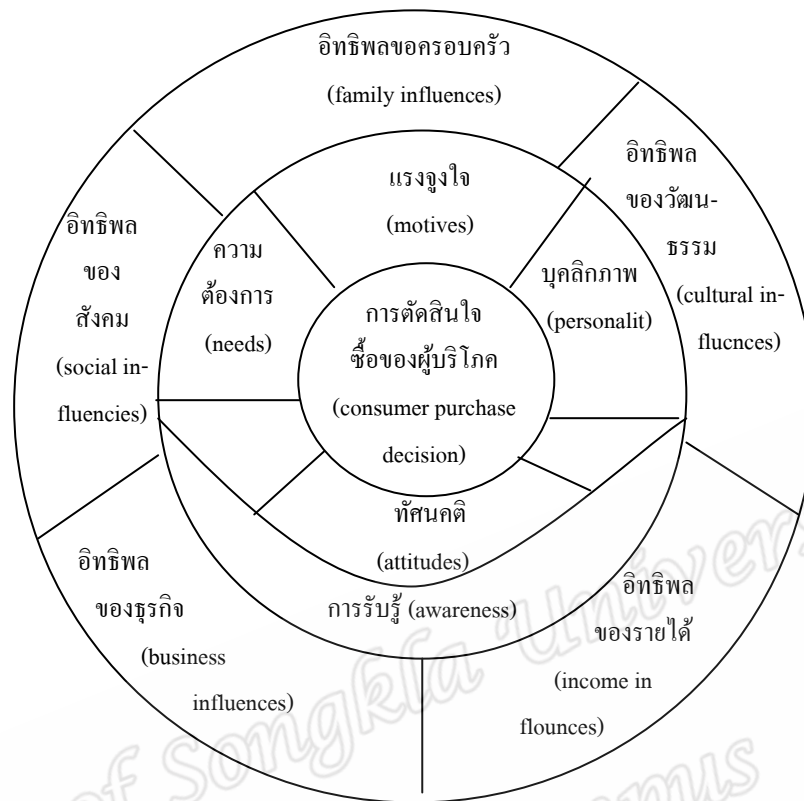 อิทธิพลขอครอบครัว
(family influences)
อิทธิพล
ของวัฒน-
ธรรม
(cultural in-
flucnces)
อิทธิพล
ของ
สังคม
(social in-
fluencies)
แรงจูงใจ
(motives)
ความ
ต้องการ
(needs)
บุคลิกภาพ
(personalit)
การตัดสินใจ
ซื้อของผู้บริโภค
(consumer purchase
decision)
ทัศนคติ
(attitudes)
การรับรู้ (awareness)
อิทธิพล
ของธุรกิจ
(business
influences)
อิทธิพล
ของรายได้
(income in
flounces)
of Songkla Univers